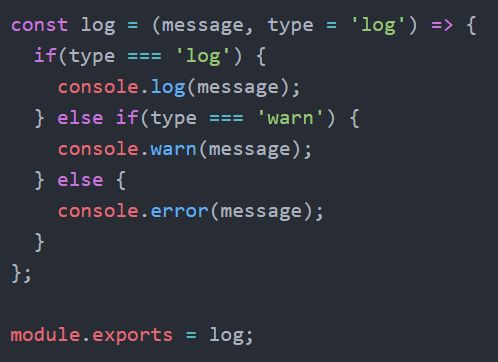 const log = (message, type = 'log') => {
  if(type === 'log') {
    console.log(message);
  } else if(type === 'warn') {
    console.warn(message);
  } else {
    console.error(message);
  }
};

module.exports = log;